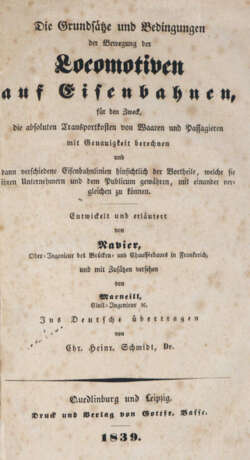 Die Grundsätze und Bedingungen
der Bewegung der
Locomotiven
auf Eisenbahnen,
für den Zweck,
die absoluten Transportkosten von Waaren und Passagieren
mit Genauigkeit berechnen
und
dann verschiedene Eisenbahnlinien hinsichtlich der Vortheile, welche sie
ihren Unternehmern und dem Publicum gewähren, mit einander ver-
gleichen zu können.
Entwickelt und erläutert
von
Navier,
Ober-Ingenieur des Brücken- und Chausseebaues in Frankreich,
und mit Zusätzen versehen
von
Macneill,
Civil-Ingenieur ꝛc.
Ins Deutsche übertragen
von
Chr. Heinr. Schmidt, Dr.
Quedlinburg und Leipzig.
Druck und Verlag von Gottfr. Basse.
1839.